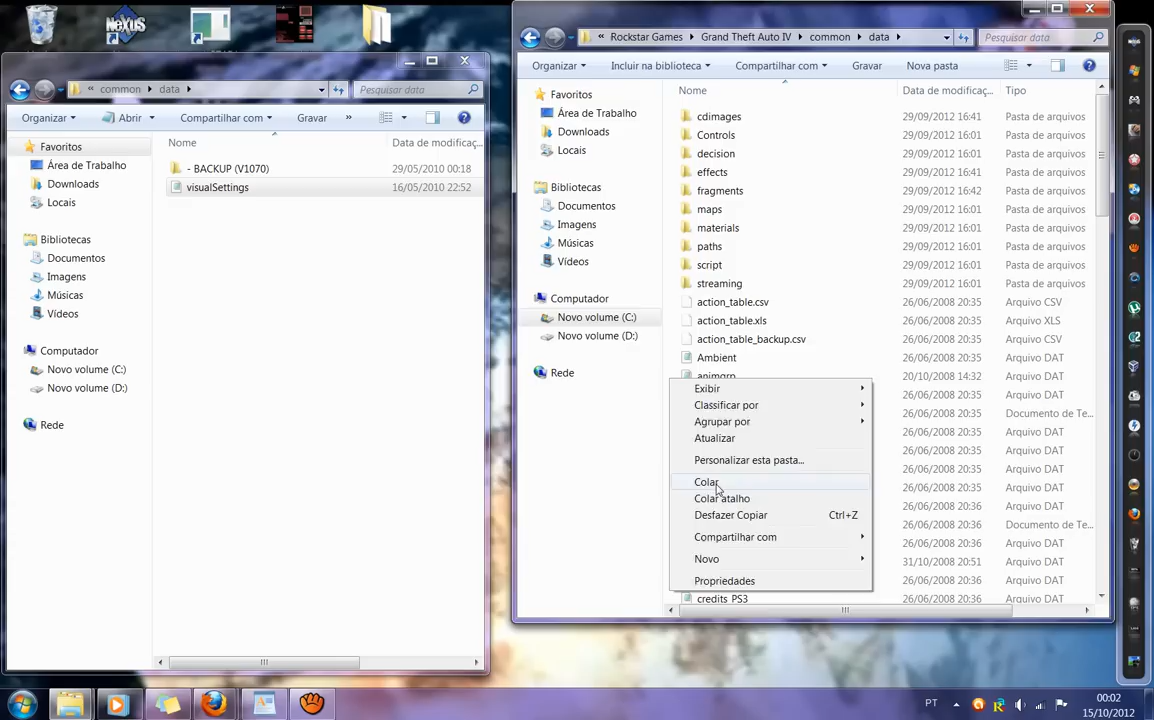 NeXuS
common ▸ data ▸
Pesquisar data
Organizar
Abrir
Compartilhar com
Gravar
»
Favoritos
Área de Trabalho
Downloads
Locais
Bibliotecas
Documentos
Imagens
Músicas
Vídeos
Computador
Novo volume (C:)
Novo volume (D:)
Rede
Nome
Data de modificaç...
- BACKUP (V1070)
29/05/2010 00:18
visualSettings
16/05/2010 22:52
« Rockstar Games ▸ Grand Theft Auto IV ▸ common ▸ data ▸
Pesquisar data
Organizar
Incluir na biblioteca
Compartilhar com
Gravar
Nova pasta
Favoritos
Área de Trabalho
Downloads
Locais
Bibliotecas
Documentos
Imagens
Músicas
Vídeos
Computador
Novo volume (C:)
Novo volume (D:)
Rede
Nome Data de modificaç... Tipo
cdimages 29/09/2012 16:41 Pasta de arquivos
Controls 29/09/2012 16:01 Pasta de arquivos
decision 29/09/2012 16:01 Pasta de arquivos
effects 29/09/2012 16:41 Pasta de arquivos
fragments 29/09/2012 16:42 Pasta de arquivos
maps 29/09/2012 16:01 Pasta de arquivos
materials 29/09/2012 16:01 Pasta de arquivos
paths 29/09/2012 16:01 Pasta de arquivos
script 29/09/2012 16:01 Pasta de arquivos
streaming 29/09/2012 16:01 Pasta de arquivos
action_table.csv 26/06/2008 20:35 Arquivo CSV
action_table.xls 26/06/2008 20:35 Arquivo XLS
action_table_backup.csv 26/06/2008 20:35 Arquivo CSV
Ambient 26/06/2008 20:35 Arquivo DAT
animgrp 20/10/2008 14:32 Arquivo DAT
26/06/2008 20:35 Arquivo DAT
26/06/2008 20:35 Documento de Te...
26/06/2008 20:35 Arquivo DAT
26/06/2008 20:35 Arquivo DAT
26/06/2008 20:35 Arquivo DAT
26/06/2008 20:35 Arquivo DAT
26/06/2008 20:35 Arquivo DAT
26/06/2008 20:36 Documento de Te...
26/06/2008 20:36 Arquivo DAT
31/10/2008 20:51 Arquivo DAT
26/06/2008 20:36 Arquivo DAT
credits_PS3 26/06/2008 20:36 Arquivo DAT
Exibir
Classificar por
Agrupar por
Atualizar
Personalizar esta pasta...
Colar
Colar atalho
Desfazer Copiar Ctrl+Z
Compartilhar com
Novo
Propriedades
PT
00:02
15/10/2012